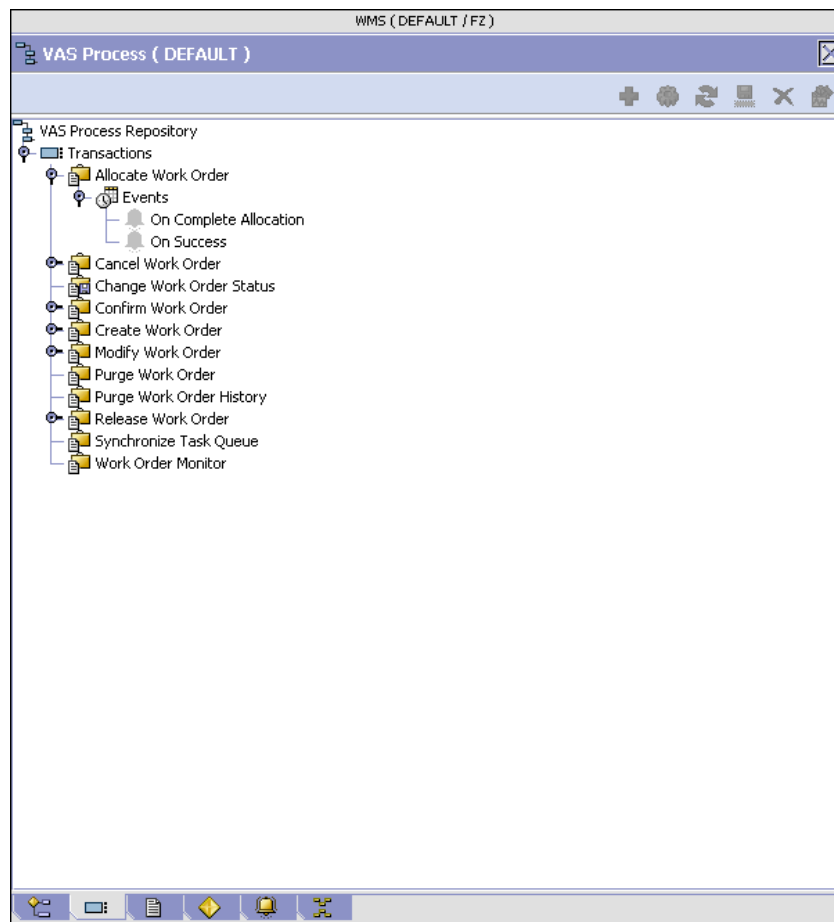 WMS ( DEFAULT / FZ )
VAS Process ( DEFAULT )
VAS Process Repository
Transactions
Allocate Work Order
Events
On Complete Allocation
On Success
Cancel Work Order
Change Work Order Status
Confirm Work Order
Create Work Order
Modify Work Order
Purge Work Order
Purge Work Order History
Release Work Order
Synchronize Task Queue
Work Order Monitor